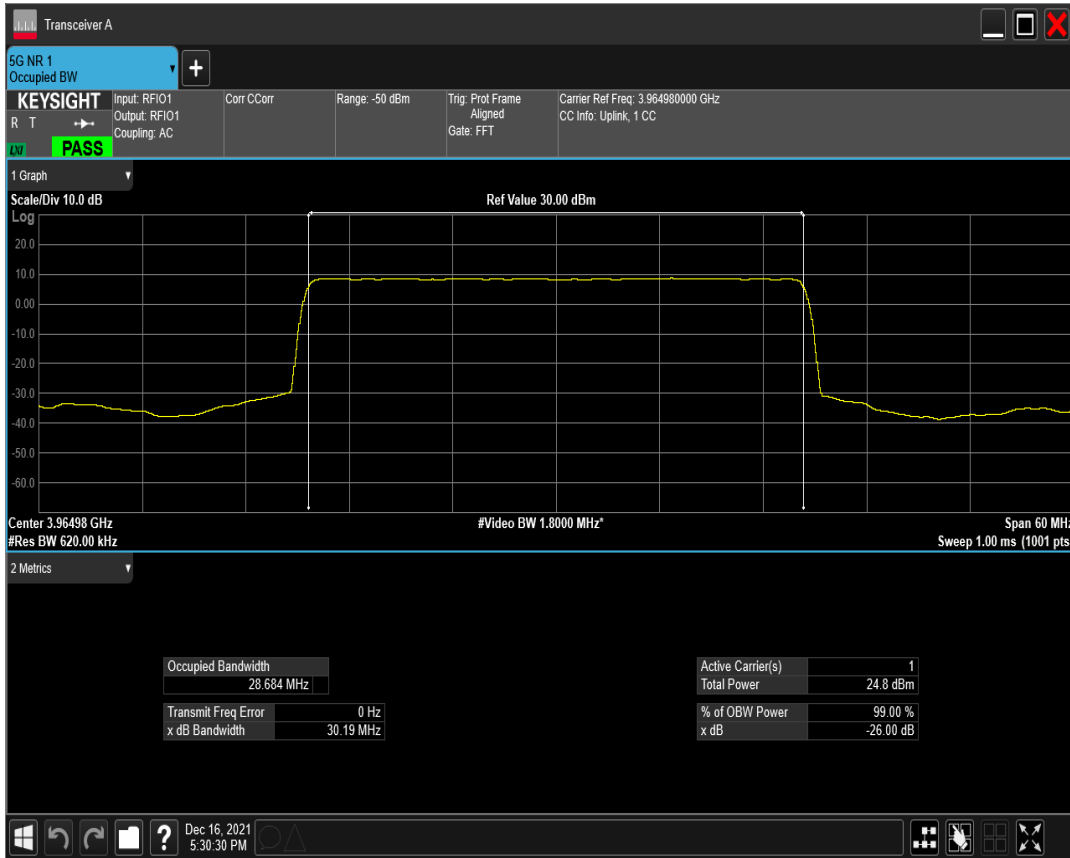 Transceiver A
5G NR 1
Occupied BW
KEYSIGHT
R T
LXI
PASS
Input: RFIO1
Output: RFIO1
Coupling: AC
Corr CCorr
Range: -50 dBm
Trig: Prot Frame
Aligned
Gate: FFT
Carrier Ref Freq: 3.964980000 GHz
CC Info: Uplink, 1 CC
1 Graph
Scale/Div 10.0 dB
Ref Value 30.00 dBm
Log
20.0
10.0
0.00
-10.0
-20.0
-30.0
-40.0
-50.0
-60.0
Center 3.96498 GHz
#Video BW 1.8000 MHz*
Span 60 MHz
#Res BW 620.00 kHz
Sweep 1.00 ms (1001 pts
2 Metrics
Occupied Bandwidth
28.684 MHz
Transmit Freq Error 0 Hz
x dB Bandwidth 30.19 MHz
Active Carrier(s) 1
Total Power 24.8 dBm
% of OBW Power 99.00 %
x dB -26.00 dB
?
Dec 16, 2021
5:30:30 PM